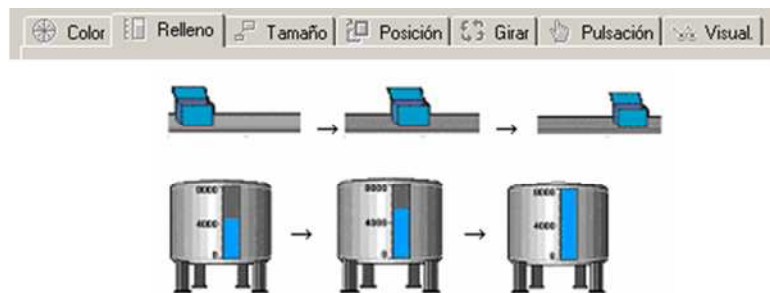 Color Relleno Tamaño Posición Girar Pulsación Visual.
→ →
8000 8000 8000
4000 4000 4000
0 0 0
→ →